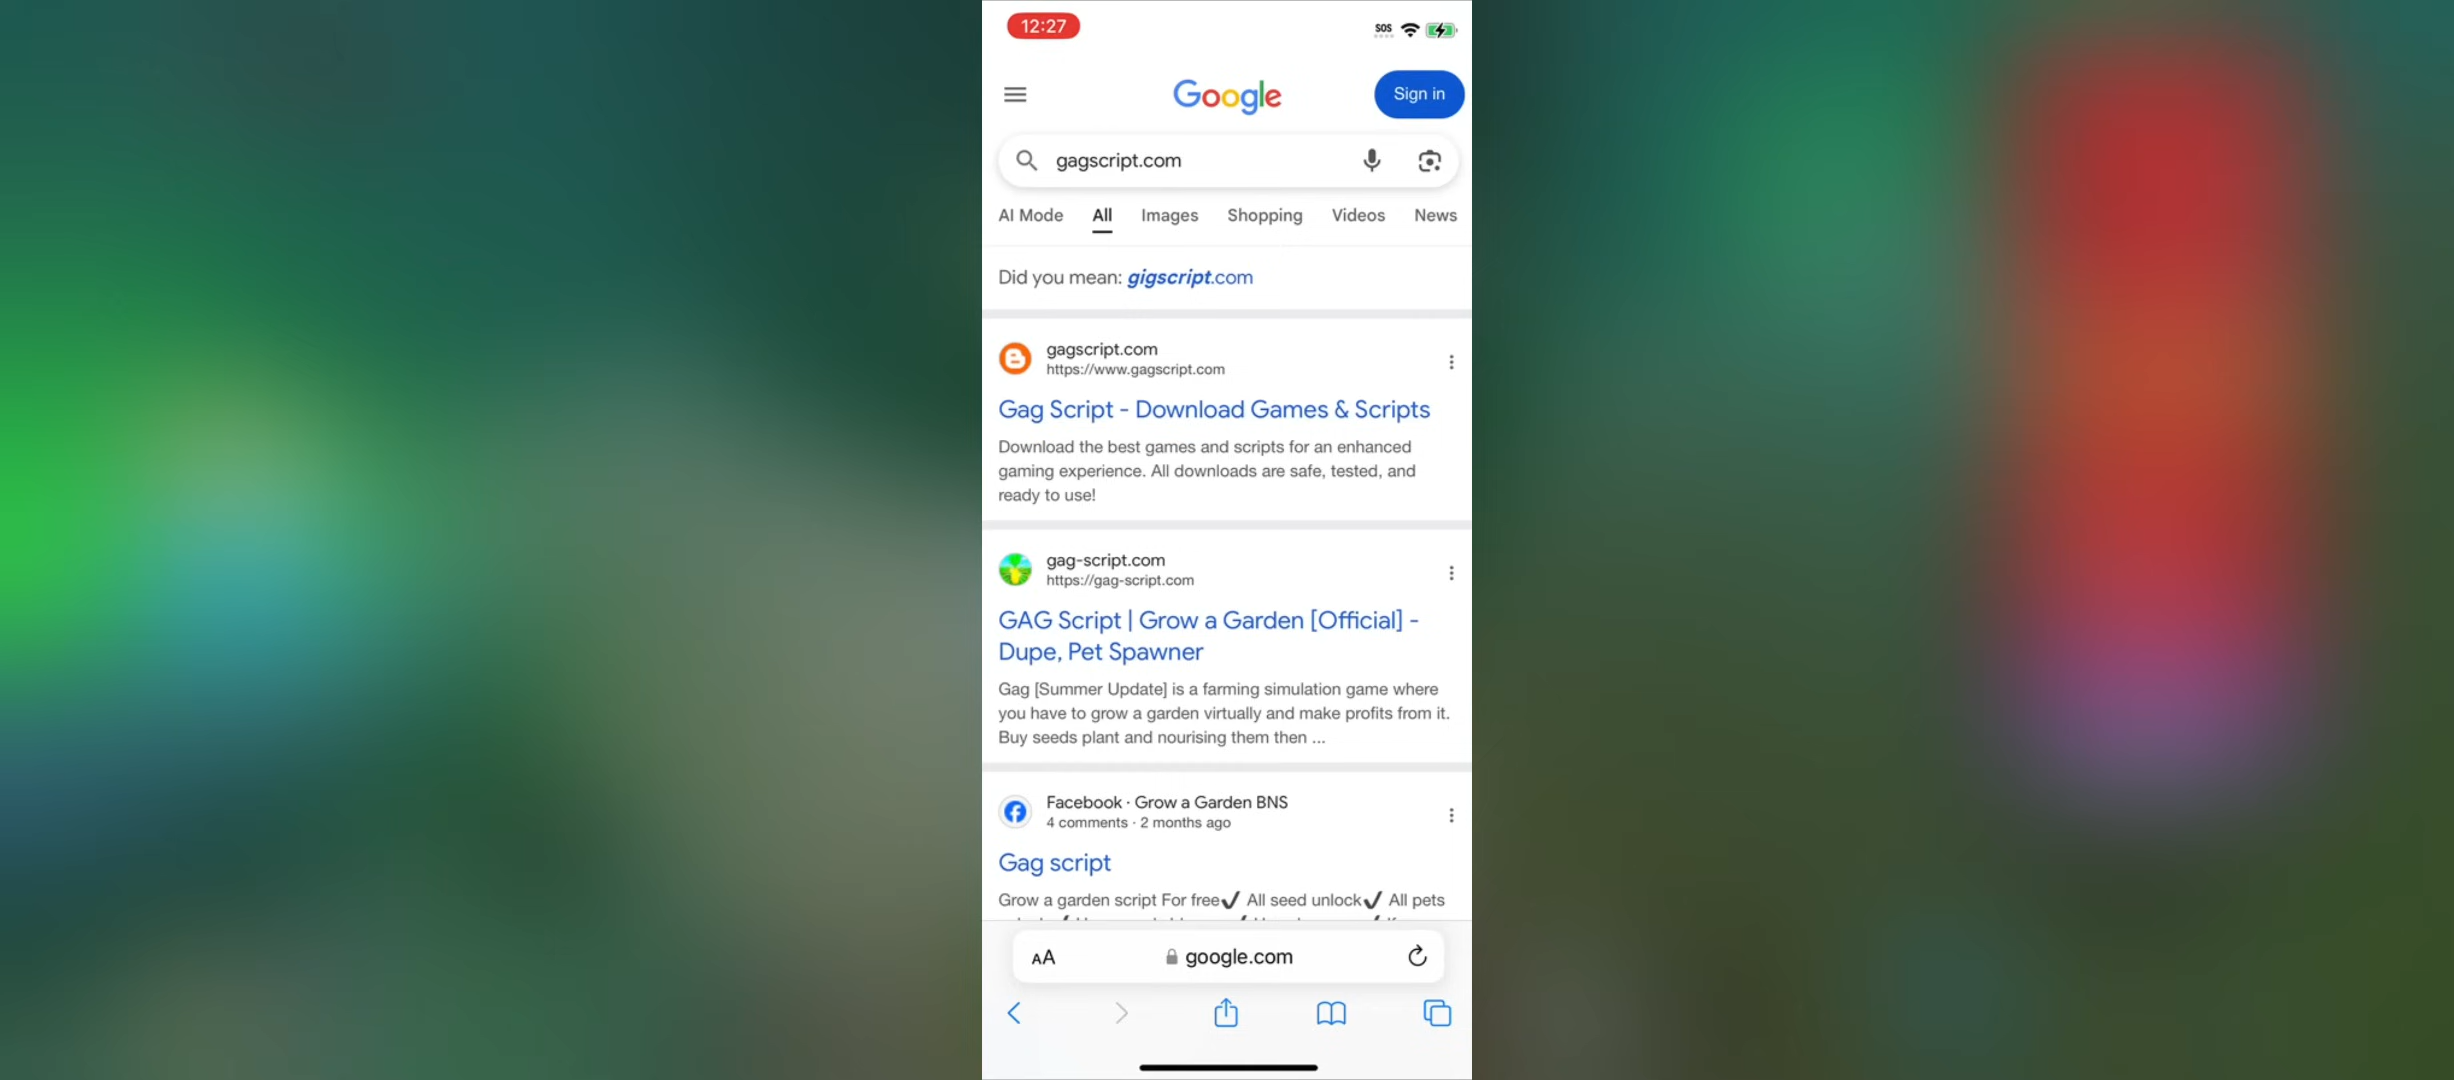 12:27
SOS
Google
Sign in
gagscript.com
AI Mode All Images Shopping Videos News
Did you mean: gigscript.com
gagscript.com
https://www.gagscript.com
Gag Script - Download Games & Scripts
Download the best games and scripts for an enhanced
gaming experience. All downloads are safe, tested, and
ready to use!
gag-script.com
https://gag-script.com
GAG Script | Grow a Garden [Official] -
Dupe, Pet Spawner
Gag [Summer Update] is a farming simulation game where
you have to grow a garden virtually and make profits from it.
Buy seeds plant and nourising them then ...
Facebook · Grow a Garden BNS
4 comments · 2 months ago
Gag script
Grow a garden script For free✔ All seed unlock✔ All pets
AA google.com